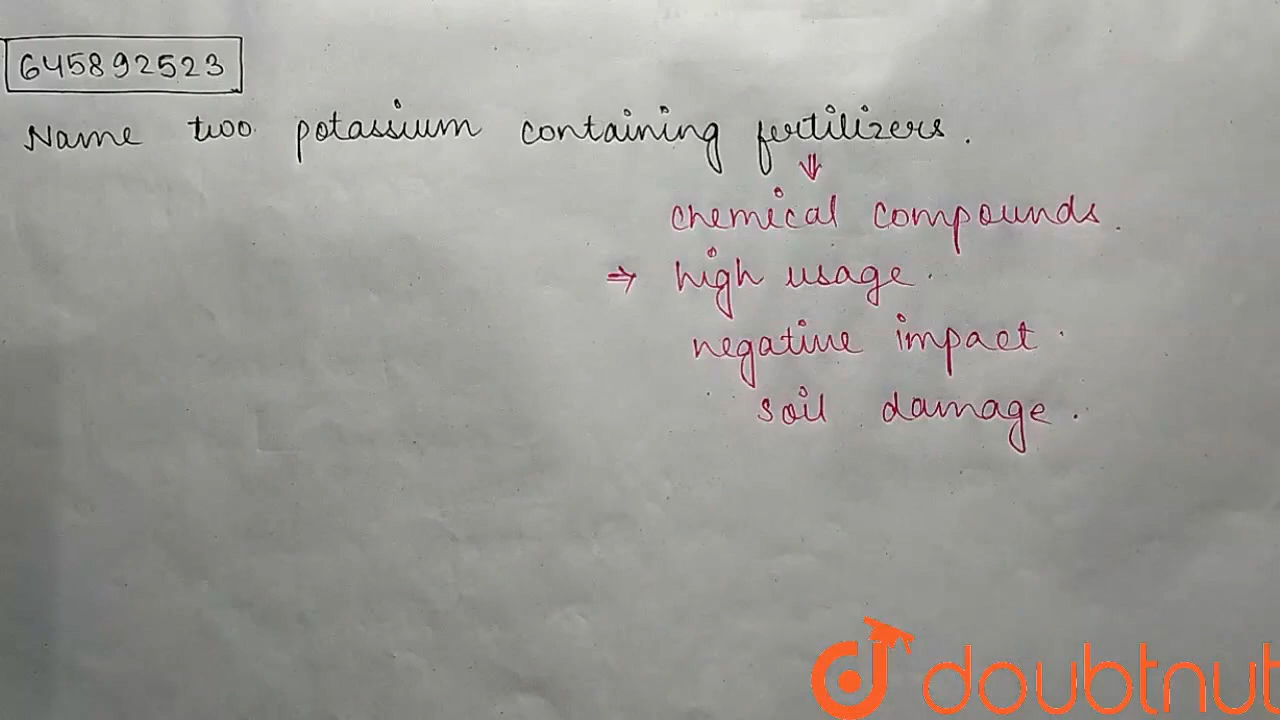 645892523
Name two potassium containing fertilizers.
⇓
chemical compounds.
⇒ high usage.
negative impact.
soil damage.
doubtnut